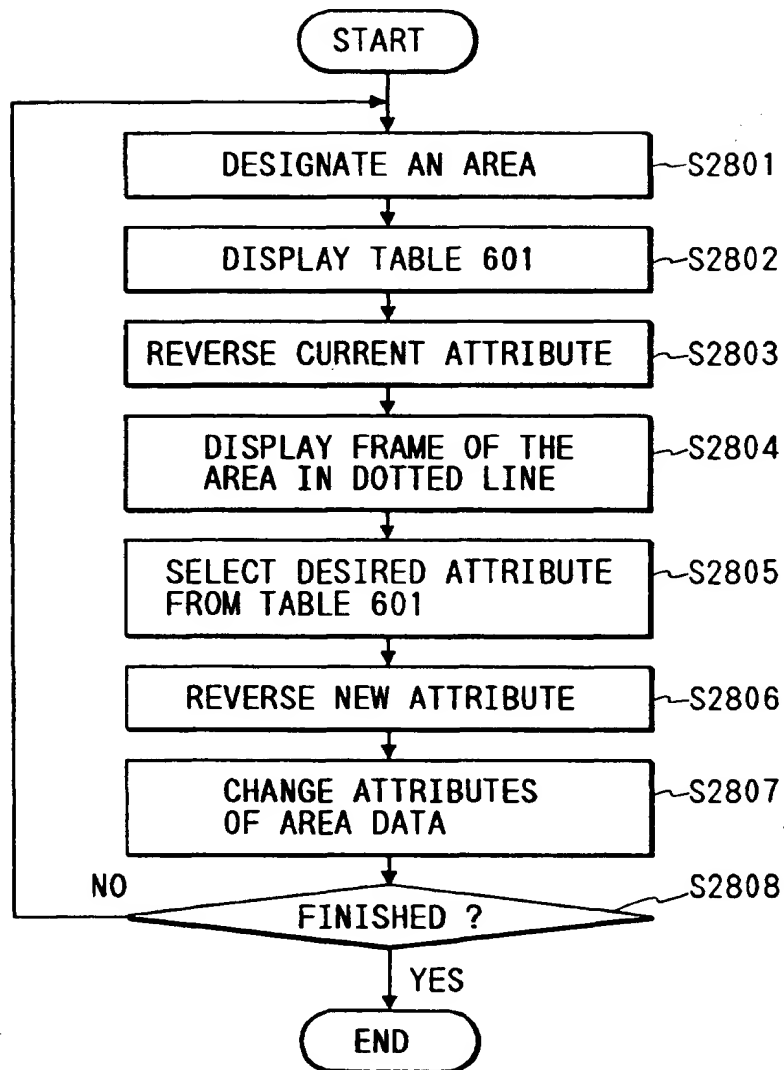 START
DESIGNATE AN AREA
S2801
DISPLAY TABLE 601
S2802
REVERSE CURRENT ATTRIBUTE
S2803
DISPLAY FRAME OF THE
AREA IN DOTTED LINE
S2804
SELECT DESIRED ATTRIBUTE
FROM TABLE 601
S2805
REVERSE NEW ATTRIBUTE
S2806
CHANGE ATTRIBUTES
OF AREA DATA
S2807
NO
FINISHED ?
S2808
YES
END